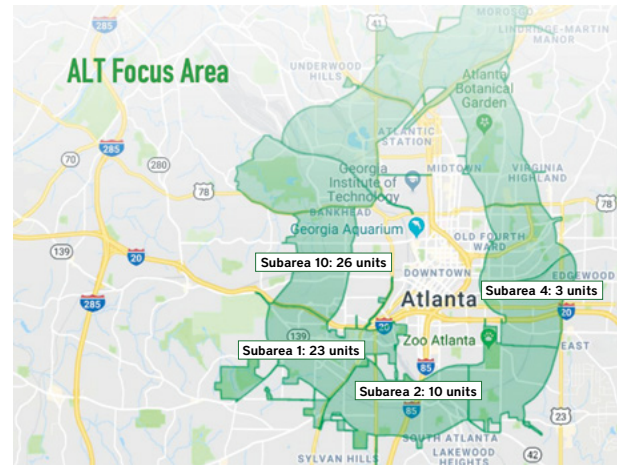 MOROSCO
LINDRIDGE-MARTIN
MANOR
41
285
UNDERWOOD
HILLS
ALT Focus Area
Atlanta
Botanical
Garden
ATLANTIC
STATION
285
70
280
78
Georgia
Institute of
Technology
MIDTOWN
VIRGINIA
HIGHLAND
78
BANKHEAD
Georgia Aquarium
OLD FOURTH
WARD
139
20
Subarea 10: 26 units
DOWNTOWN
EDGEWOOD
285
Atlanta
Subarea 4: 3 units
20
20
139
Zoo Atlanta
EAST
Subarea 1: 23 units
85
Subarea 2: 10 units
85
23
SOUTH ATLANTA
LAKEWOOD
HEIGHTS
SYLVAN HILLS
42